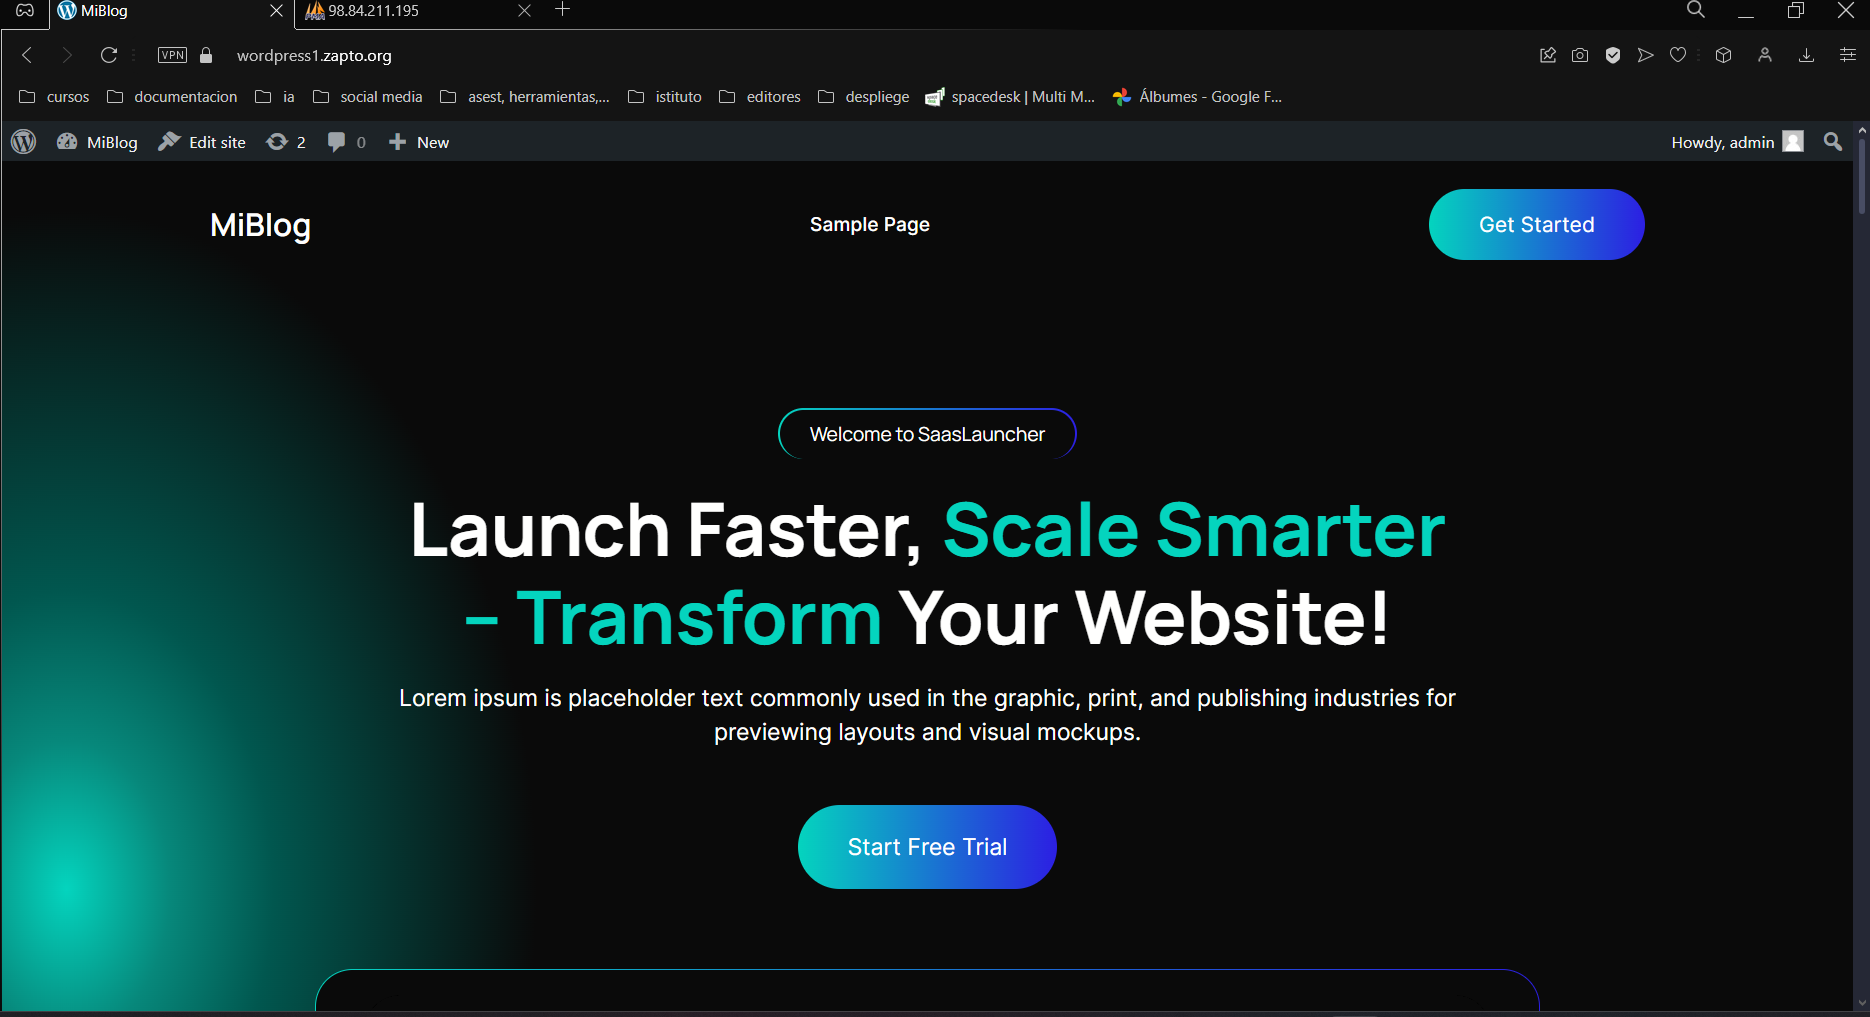 MiBlog
98.84.211.195
VPN
wordpress1.zapto.org
cursos
documentacion
ia
social media
asest, herramientas,...
istituto
editores
despliege
spacedesk | Multi M...
Álbumes - Google F...
MiBlog
Edit site
2
0
New
Howdy, admin
MiBlog
Sample Page
Get Started
Welcome to SaasLauncher
Launch Faster, Scale Smarter
– Transform Your Website!
Lorem ipsum is placeholder text commonly used in the graphic, print, and publishing industries for
previewing layouts and visual mockups.
Start Free Trial